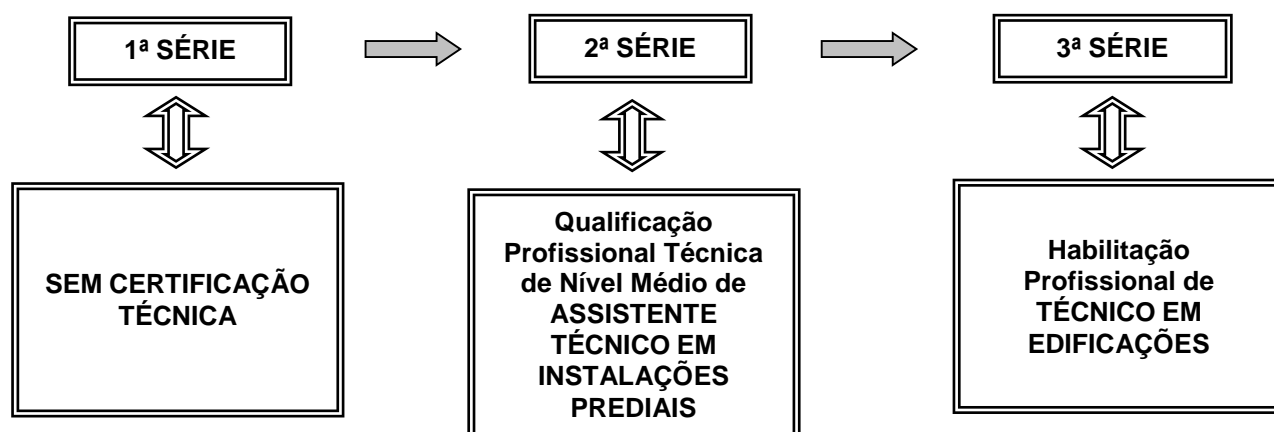 1ª SÉRIE
2ª SÉRIE
3ª SÉRIE
SEM CERTIFICAÇÃO
TÉCNICA
Qualificação
Profissional Técnica
de Nível Médio de
ASSISTENTE
TÉCNICO EM
INSTALAÇÕES
PREDIAIS
Habilitação
Profissional de
TÉCNICO EM
EDIFICAÇÕES